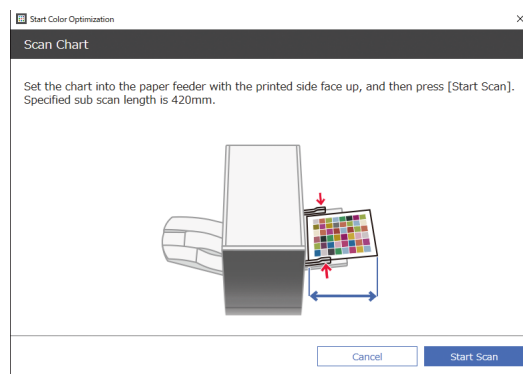 Start Color Optimization
Scan Chart
Set the chart into the paper feeder with the printed side face up, and then press [Start Scan].
Specified sub scan length is 420mm.
Cancel
Start Scan